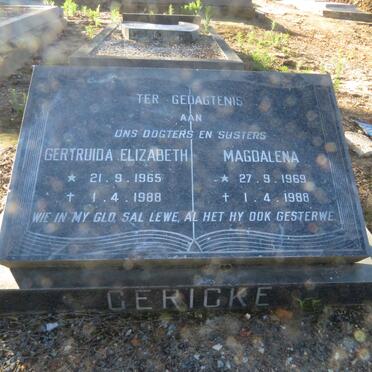 TER GEDAGTENIS
AAN
ONS DOGTERS EN SUSTERS
GERTRUIDA ELIZABETH MAGDALENA
* 21.9.1965 * 27.9.1969
† 1.4.1988 † 1.4.1988
WIE IN MY GLO, SAL LEWE, AL HET HY OOK GESTERWE
GERICKE